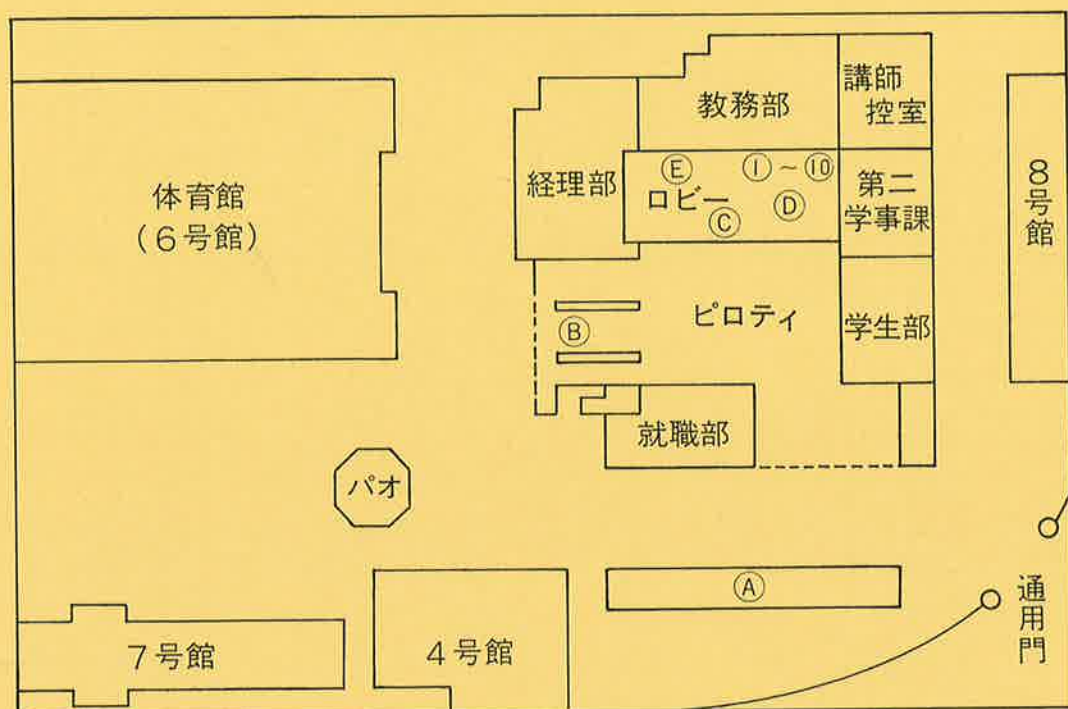 講師
控室
教務部
8号館
体育館
(6号館)
経理部
Ⓔ
①~⑩
ロビー
Ⓒ
Ⓓ
第二
学事課
Ⓑ
ピロティ
学生部
就職部
パオ
Ⓐ
通用門
7号館
4号館